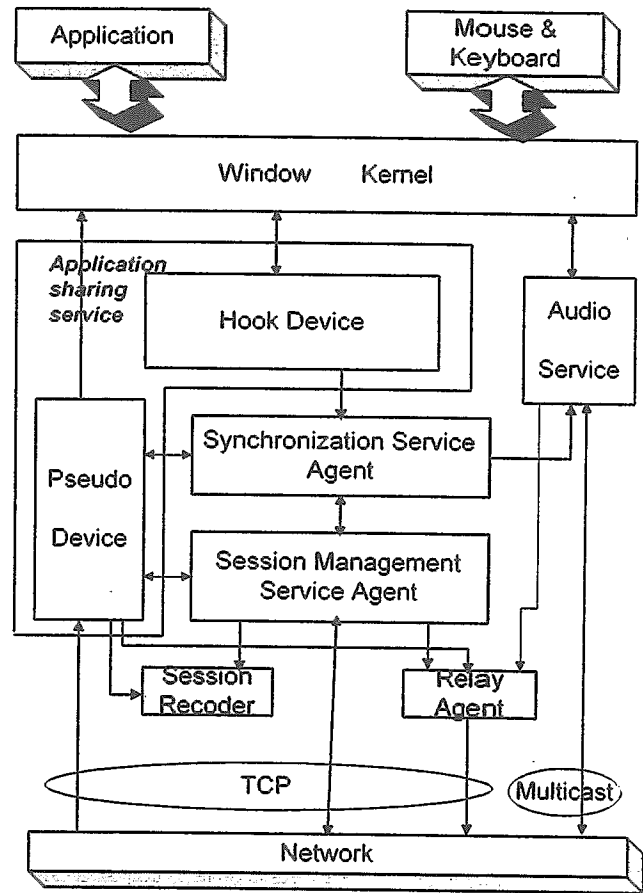 Application
Mouse &
Keyboard
Window Kernel
Application
sharing
service
Hook Device
Audio
Service
Synchronization Service
Agent
Pseudo
Device
Session Management
Service Agent
Session
Recoder
Relay
Agent
TCP
Multicast
Network